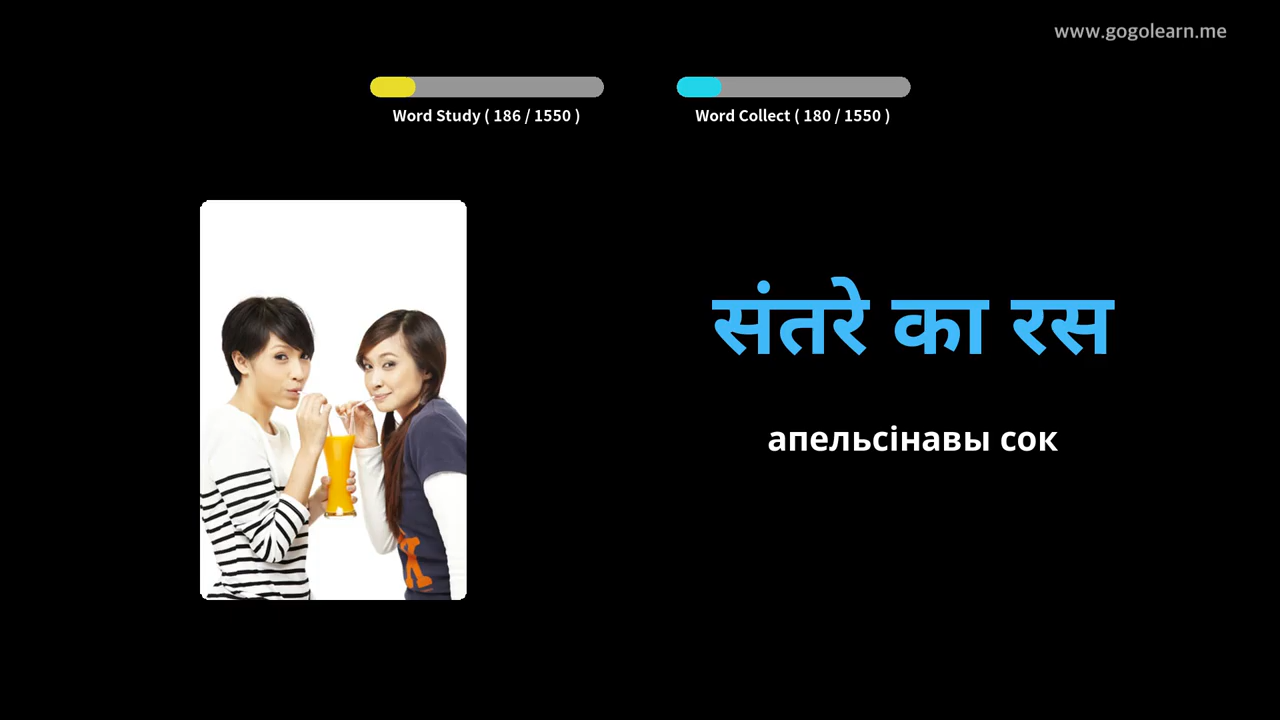 www.gogolearn.me
Word Study ( 186 / 1550 )
Word Collect ( 180 / 1550 )
संतरे का रस
апельсінавы сок